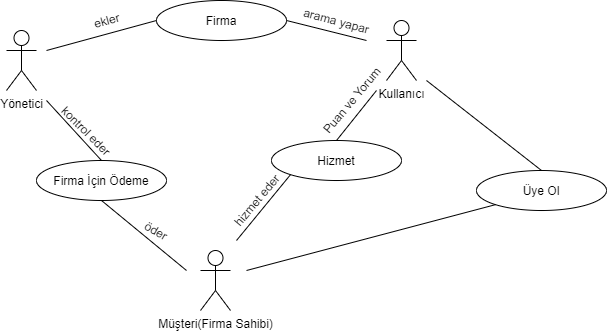 ekler
Firma
arama yapar
Yönetici
Kullanıcı
kontrol eder
Puan ve Yorum
Firma İçin Ödeme
Hizmet
Üye Ol
öder
hizmet eder
Müşteri(Firma Sahibi)